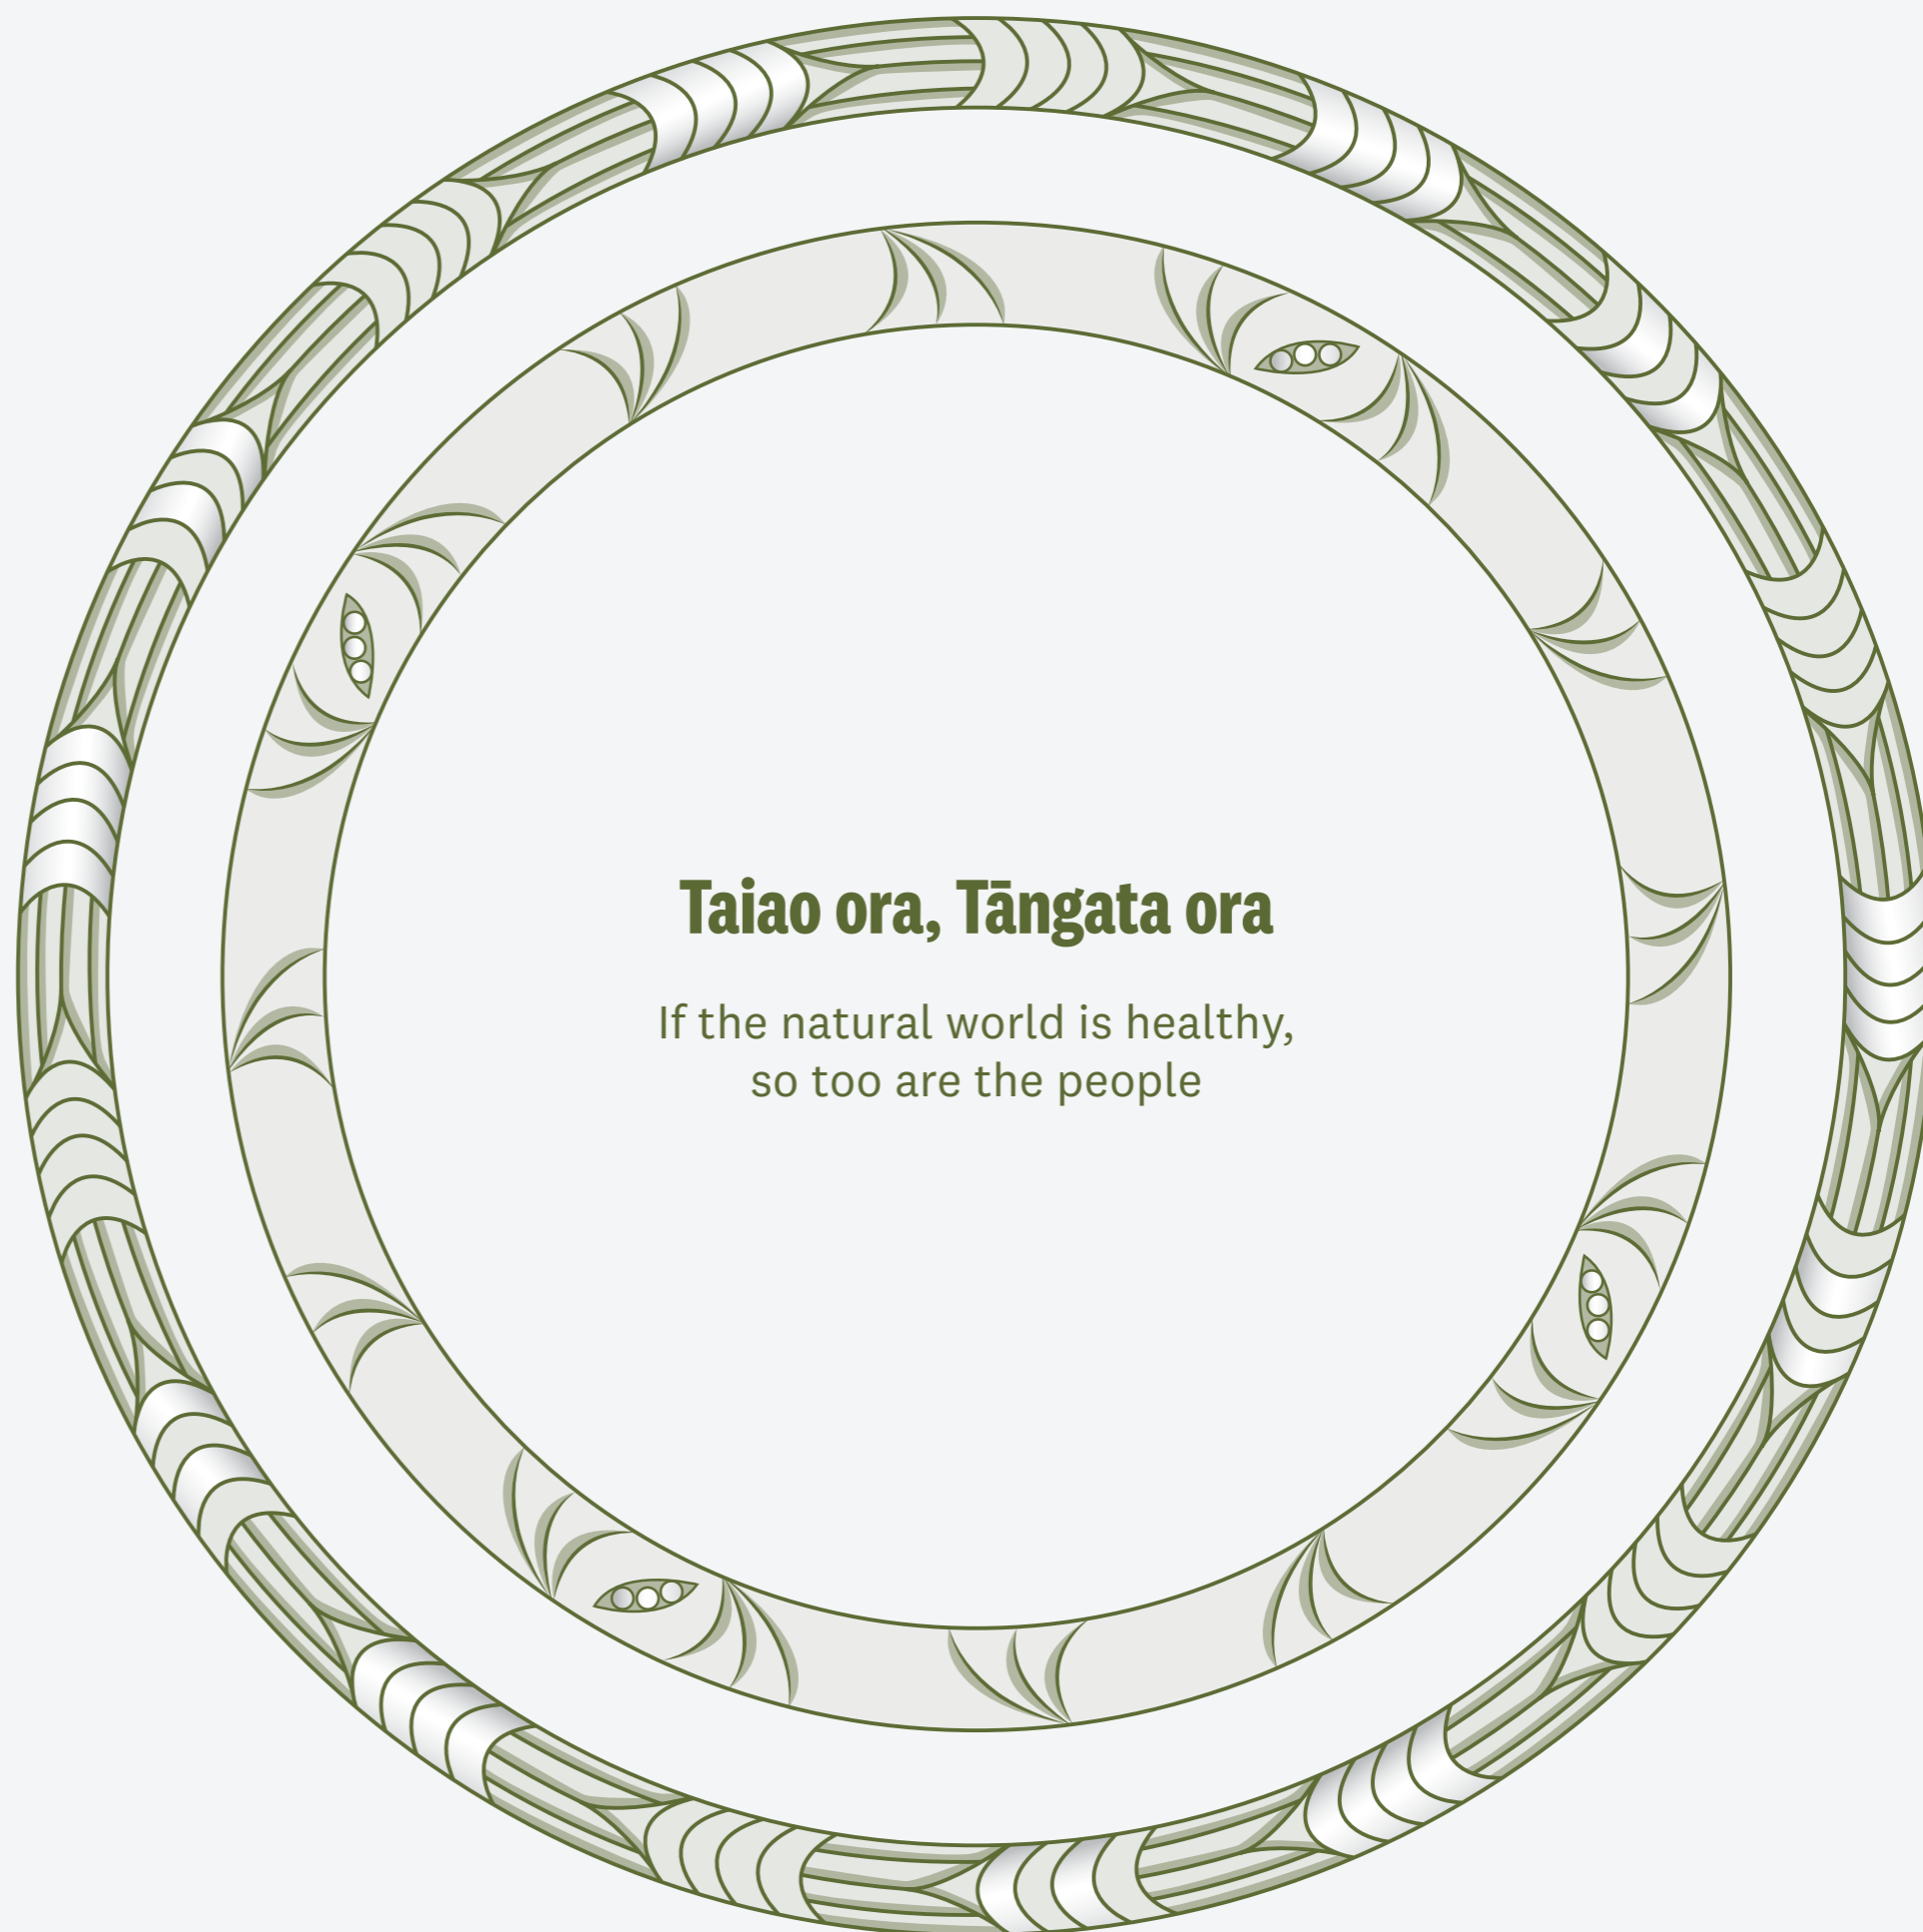 Taiao ora, Tāngata ora
If the natural world is healthy,
so too are the people